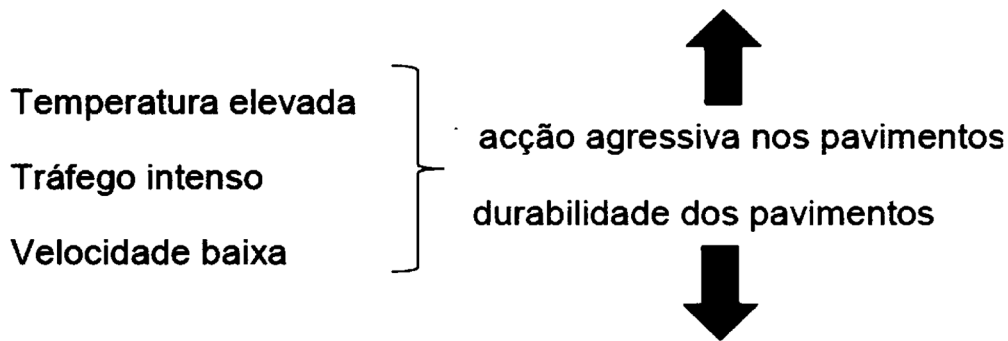 Temperatura elevada
Tráfego intenso
Velocidade baixa
acção agressiva nos pavimentos
durabilidade dos pavimentos